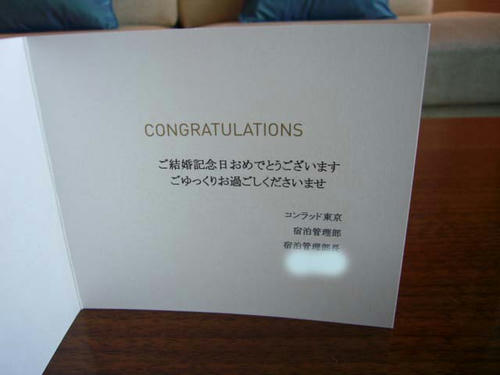 CONGRATULATIONS
ご結婚記念日おめでとうございます
ごゆっくりお過ごしくださいませ
コンラッド東京
宿泊管理部
宿泊管理部長